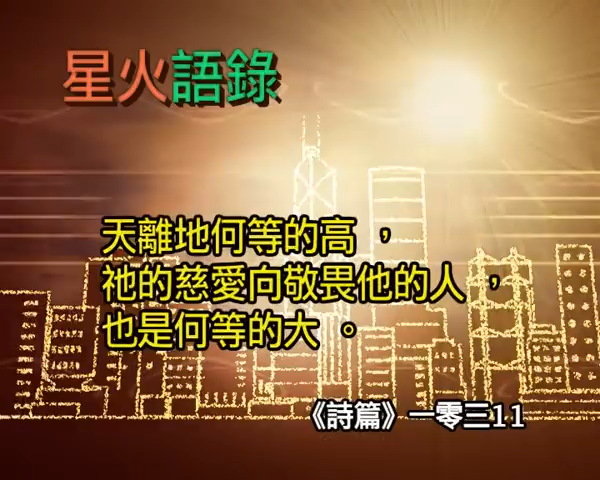 星火語錄
天離地何等的高，
祂的慈愛向敬畏他的人，
也是何等的大。
《詩篇》一零三11